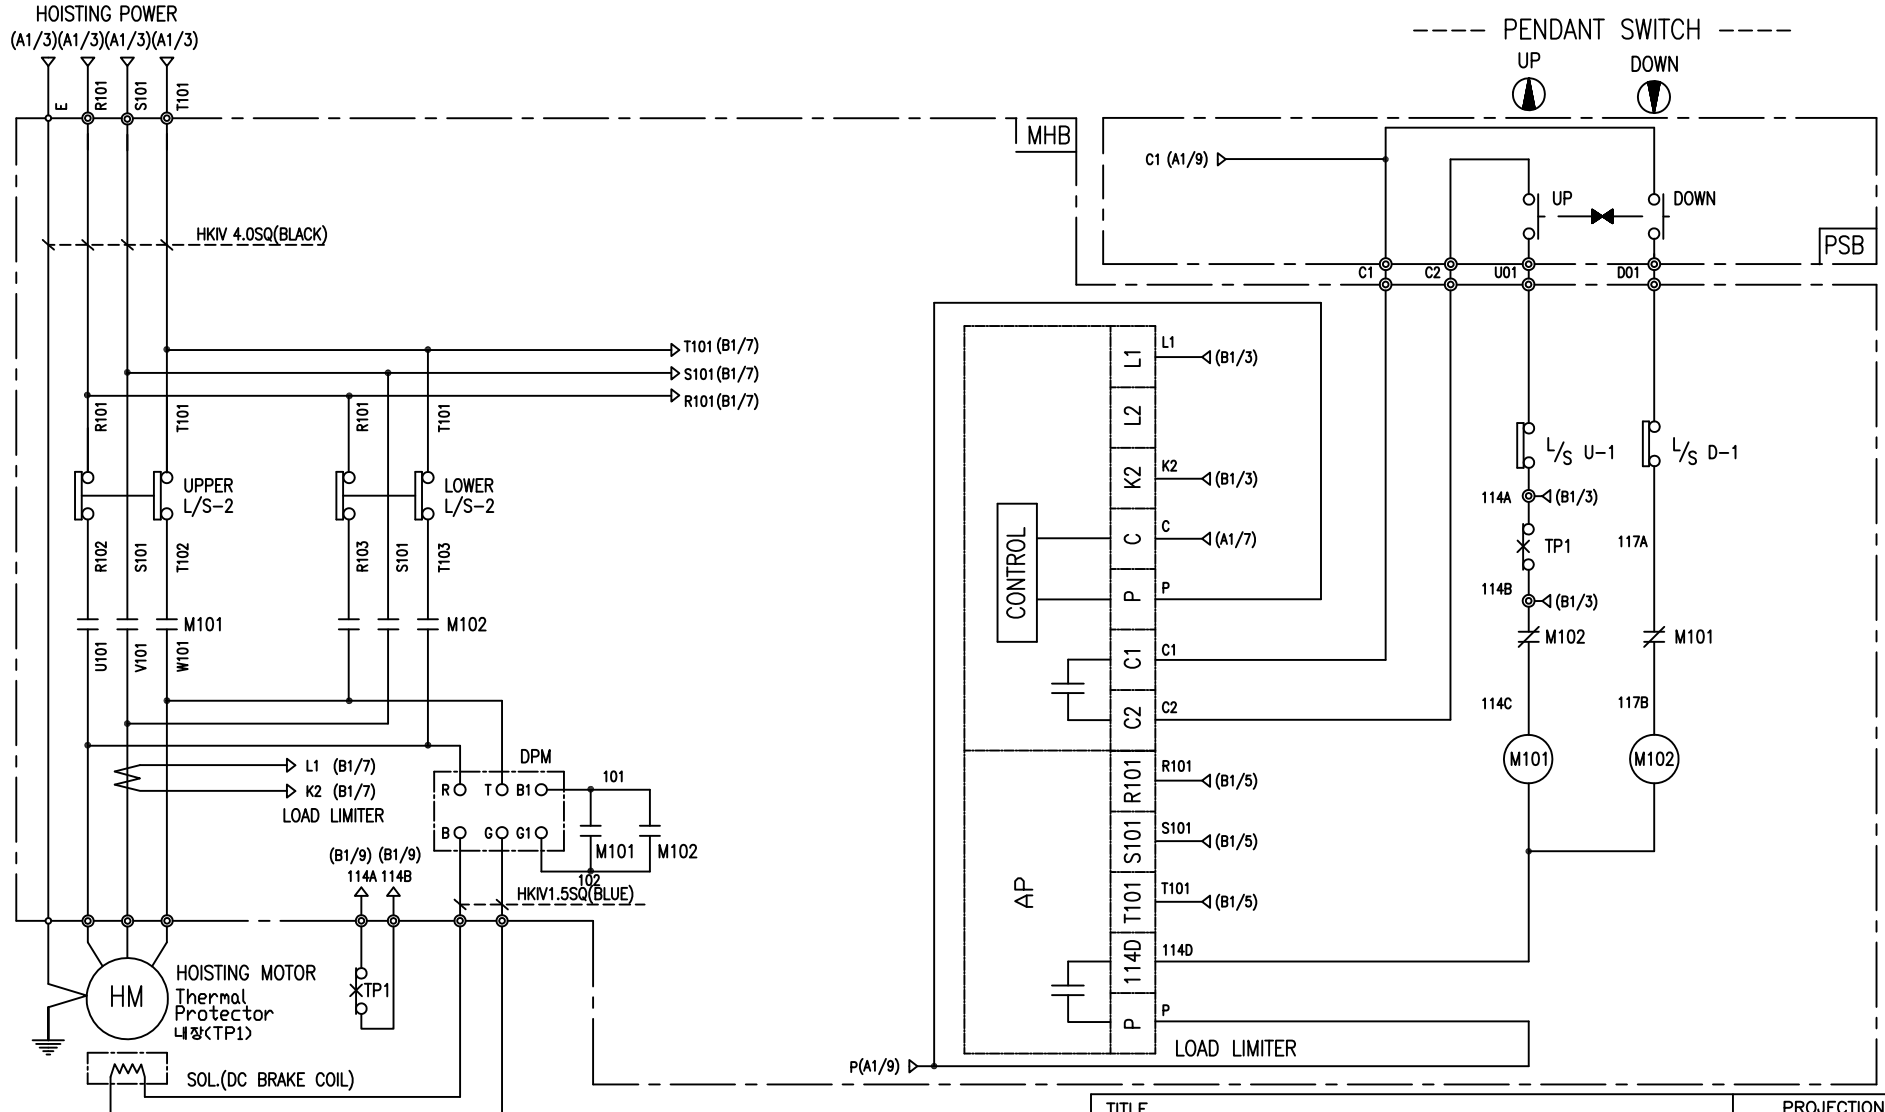 HOISTING POWER
(A1/3)(A1/3)(A1/3)(A1/3)
E
R101
S101
T101
---- PENDANT SWITCH ----
UP
DOWN
MHB
C1 (A1/9)
UP
DOWN
PSB
HKIV 4.0SQ(BLACK)
C1
C2
U01
D01
T101 (B1/7)
S101(B1/7)
R101(B1/7)
R101
T101
R101
T101
UPPER
L/S-2
LOWER
L/S-2
R102
S101
T102
R103
S101
T103
M101
M102
U101
V101
W101
L1 (B1/7)
K2 (B1/7)
LOAD LIMITER
DPM
R
T
B1
B
G
G1
101
M101
M102
102
HKIV1.5SQ(BLUE)
(B1/9) (B1/9)
114A 114B
TP1
HM
HOISTING MOTOR
Thermal
Protector
내장(TP1)
SOL.(DC BRAKE COIL)
CONTROL
AP
L1
L1
(B1/3)
L2
K2
K2
(B1/3)
C
C
(A1/7)
P
P
C1
C1
C2
C2
R101
R101
(B1/5)
S101
S101
(B1/5)
T101
T101
(B1/5)
114D
114D
P
P
LOAD LIMITER
P(A1/9)
L/S U-1
L/S D-1
114A
(B1/3)
TP1
117A
114B
(B1/3)
M102
M101
114C
117B
M101
M102
TITLE
PROJECTION